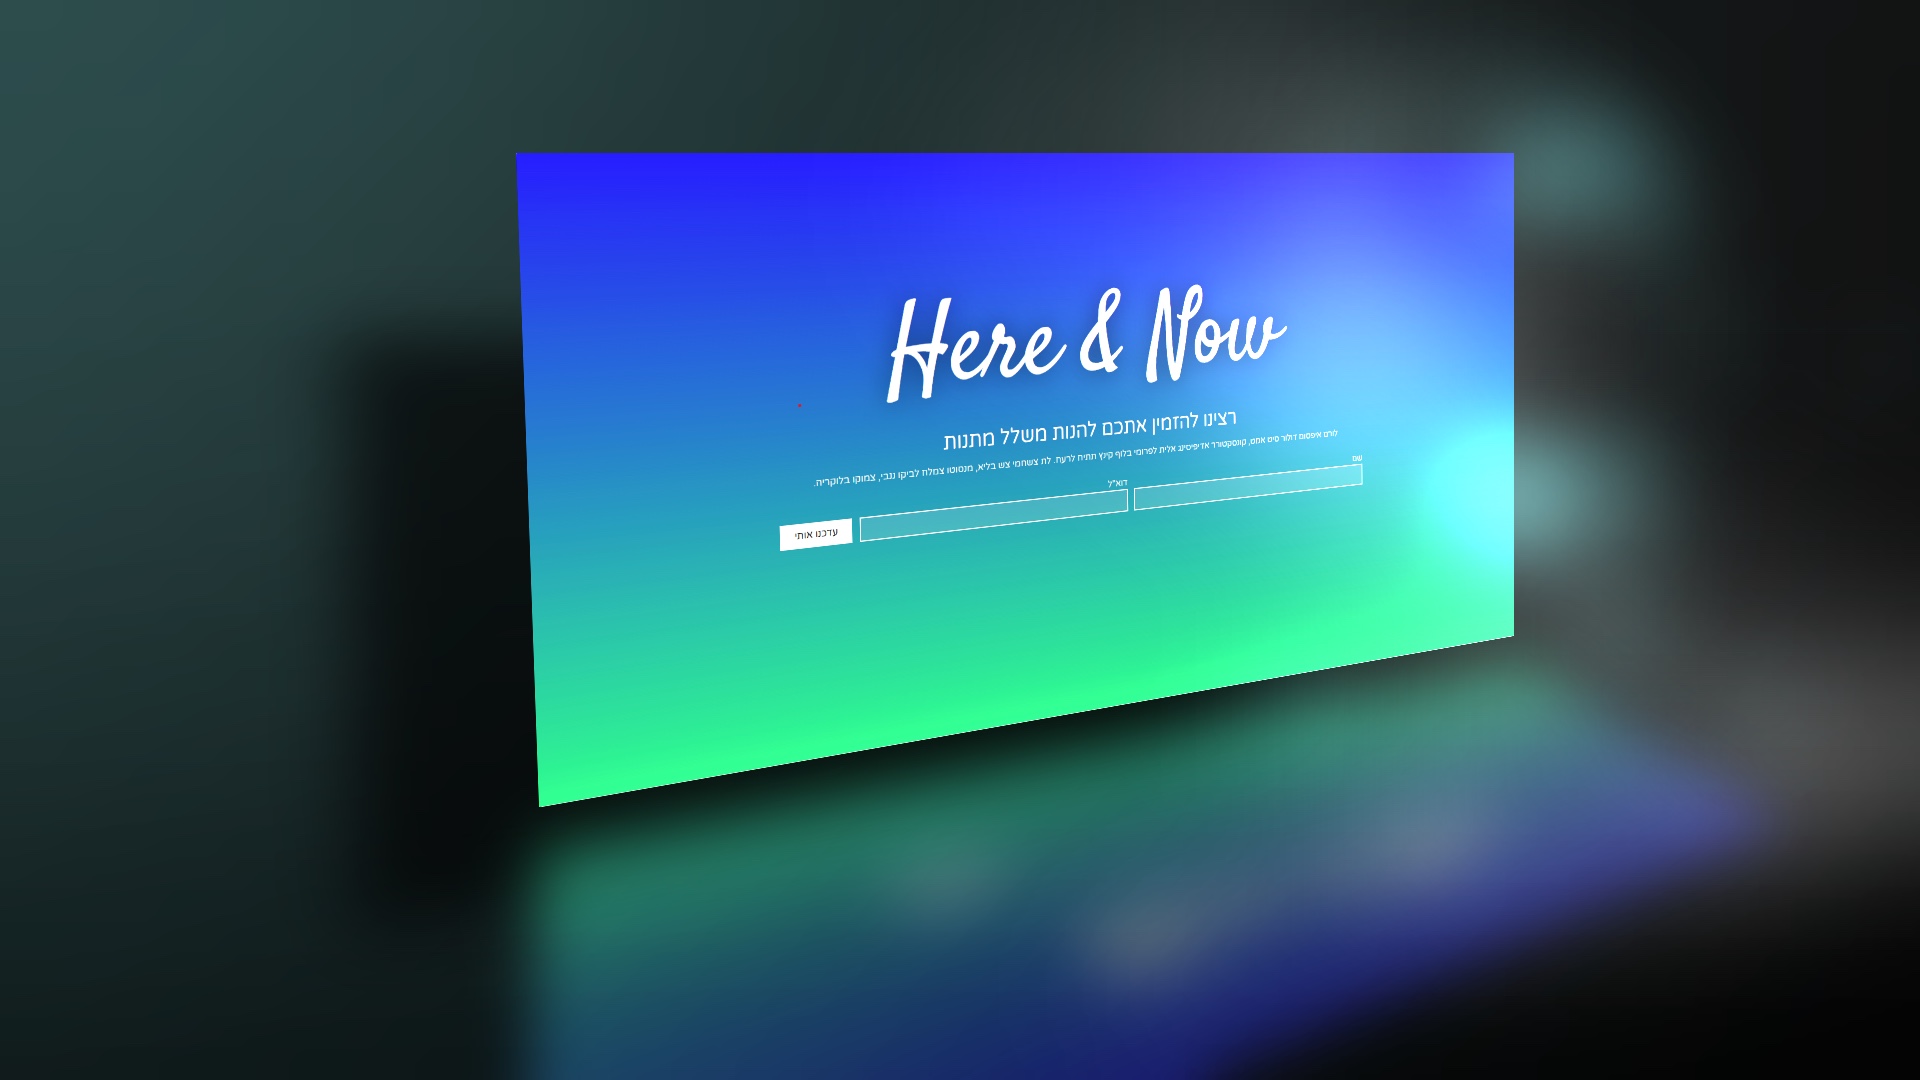 Here & Now
רצינו להזמין אתכם להנות משלל מתנות
לורם איפסום דולור סיט אמט, קונסקטורר אדיפיסינג אלית לפרומי בלוף קינץ תתיח לרעח. לת צשחמי צש בליא, מנסוטו צמלח לביקו ננבי, צמוקו בלוקריה.
שם
דוא"ל
עדכנו אותי